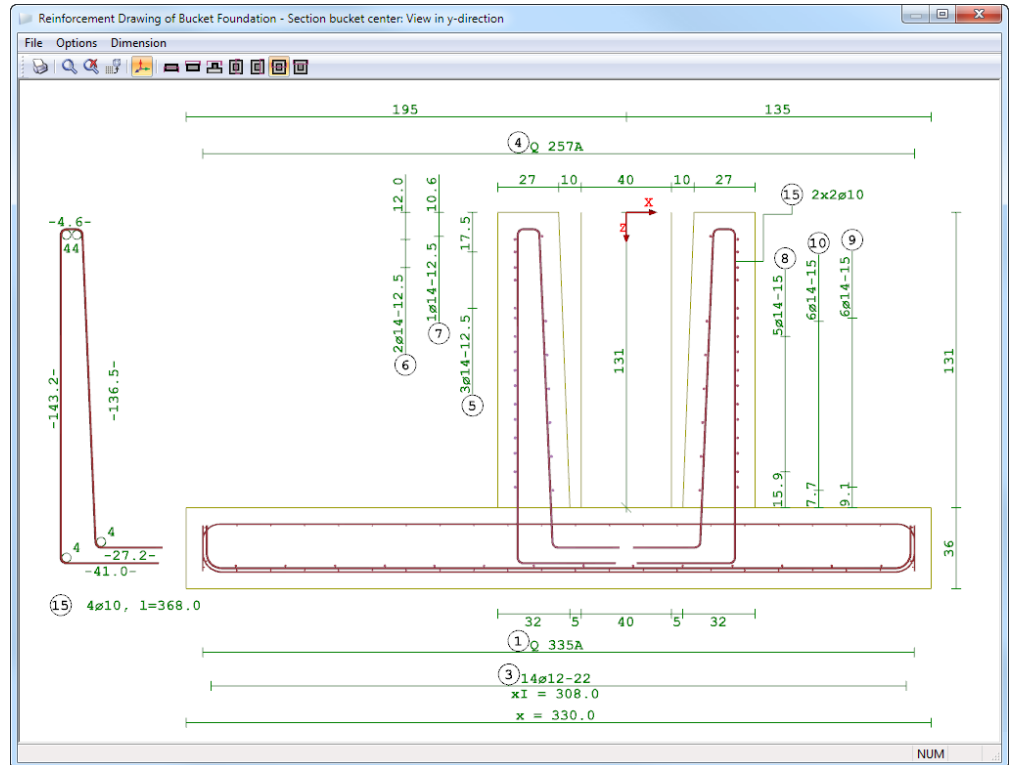 Reinforcement Drawing of Bucket Foundation - Section bucket center: View in y-direction
File Options Dimension
195 135
4 Q 257A
27 10 40 10 27
15 2x2ø10
x
z
12.0
2ø14-12.5
6
10.6
1ø14-12.5
7
17.5
3ø14-12.5
5
8
5ø14-15
15.9
10
6ø14-15
7.7
9
6ø14-15
9.1
131
131
36
-4.6-
44
-143.2-
-136.5-
4
4
-27.2-
-41.0-
15 4ø10, l=368.0
32 5 40 5 32
1 Q 335A
3 14ø12-22
xI = 308.0
x = 330.0
NUM